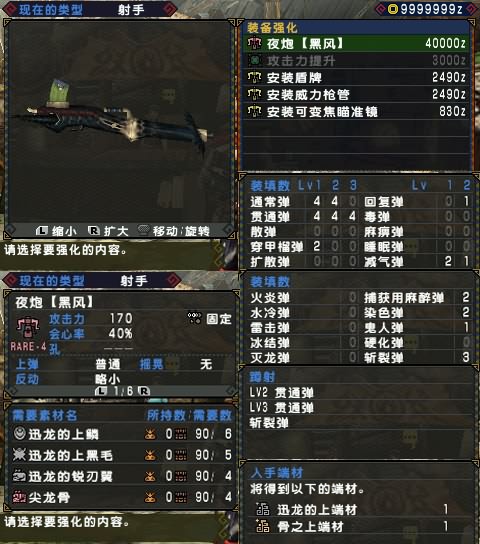 现在的类型 射手
9999999z
装备强化
夜炮【黑风】 40000z
攻击力提升 3000z
安装盾牌 2490z
安装威力枪管 2490z
安装可变焦瞄准镜 830z
L 缩小 R 扩大 移动/旋转
请选择要强化的内容。
装填数 Lv1 2 3 Lv 1 2
通常弹 4 4 0 回复弹 0 1
贯通弹 4 4 4 毒弹 0 0
散弹 0 0 0 麻痹弹 0 0
穿甲榴弹 2 0 0 睡眠弹 0 0
扩散弹 0 0 0 减气弹 2 1
现在的类型 射手
夜炮【黑风】
攻击力 170 固定
会心率 40%
RARE-4 孔 ―――
上弹 普通 摇晃 无
反动 略小
L 1/6 R
需要素材名 所持数/需要数
迅龙的上鳞 0 90/ 6
迅龙的上黑毛 0 90/ 5
迅龙的锐刃翼 0 90/ 4
尖龙骨 0 90/ 4
请选择要强化的内容。
装填数
火炎弹 0 捕获用麻醉弹 2
水冷弹 0 染色弹 2
雷击弹 0 鬼人弹 1
冰结弹 0 硬化弹 0
灭龙弹 0 斩裂弹 3
蹲射
LV2 贯通弹
LV3 贯通弹
斩裂弹
入手端材
将得到以下的端材。
迅龙的上端材 1
骨之上端材 1